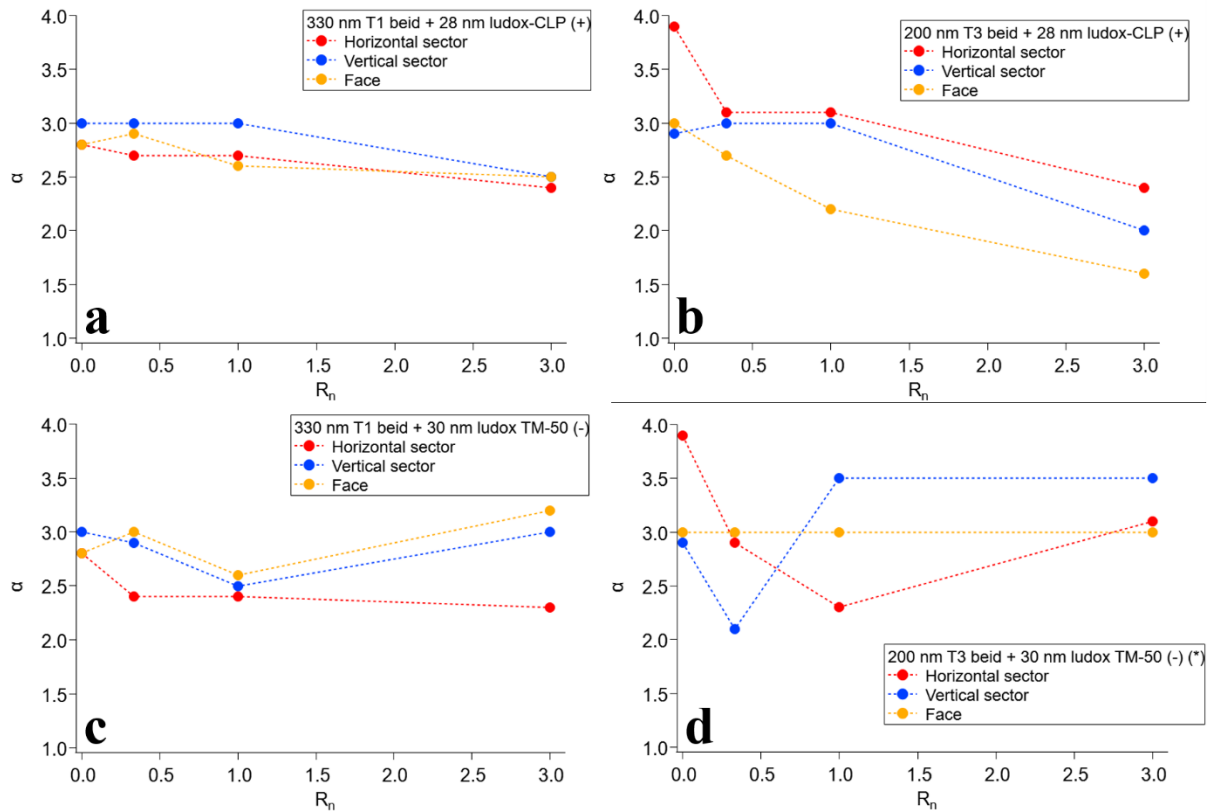 330 nm T1 beid + 28 nm ludox-CLP (+)
Horizontal sector
Vertical sector
Face
4.0
3.5
3.0
2.5
2.0
1.5
1.0
α
0.0 0.5 1.0 1.5 2.0 2.5 3.0
Rn
a
200 nm T3 beid + 28 nm ludox-CLP (+)
Horizontal sector
Vertical sector
Face
4.0
3.5
3.0
2.5
2.0
1.5
1.0
α
0.0 0.5 1.0 1.5 2.0 2.5 3.0
Rn
b
330 nm T1 beid + 30 nm ludox TM-50 (-)
Horizontal sector
Vertical sector
Face
4.0
3.5
3.0
2.5
2.0
1.5
1.0
α
0.0 0.5 1.0 1.5 2.0 2.5 3.0
Rn
c
200 nm T3 beid + 30 nm ludox TM-50 (-) (*)
Horizontal sector
Vertical sector
Face
4.0
3.5
3.0
2.5
2.0
1.5
1.0
α
0.0 0.5 1.0 1.5 2.0 2.5 3.0
Rn
d